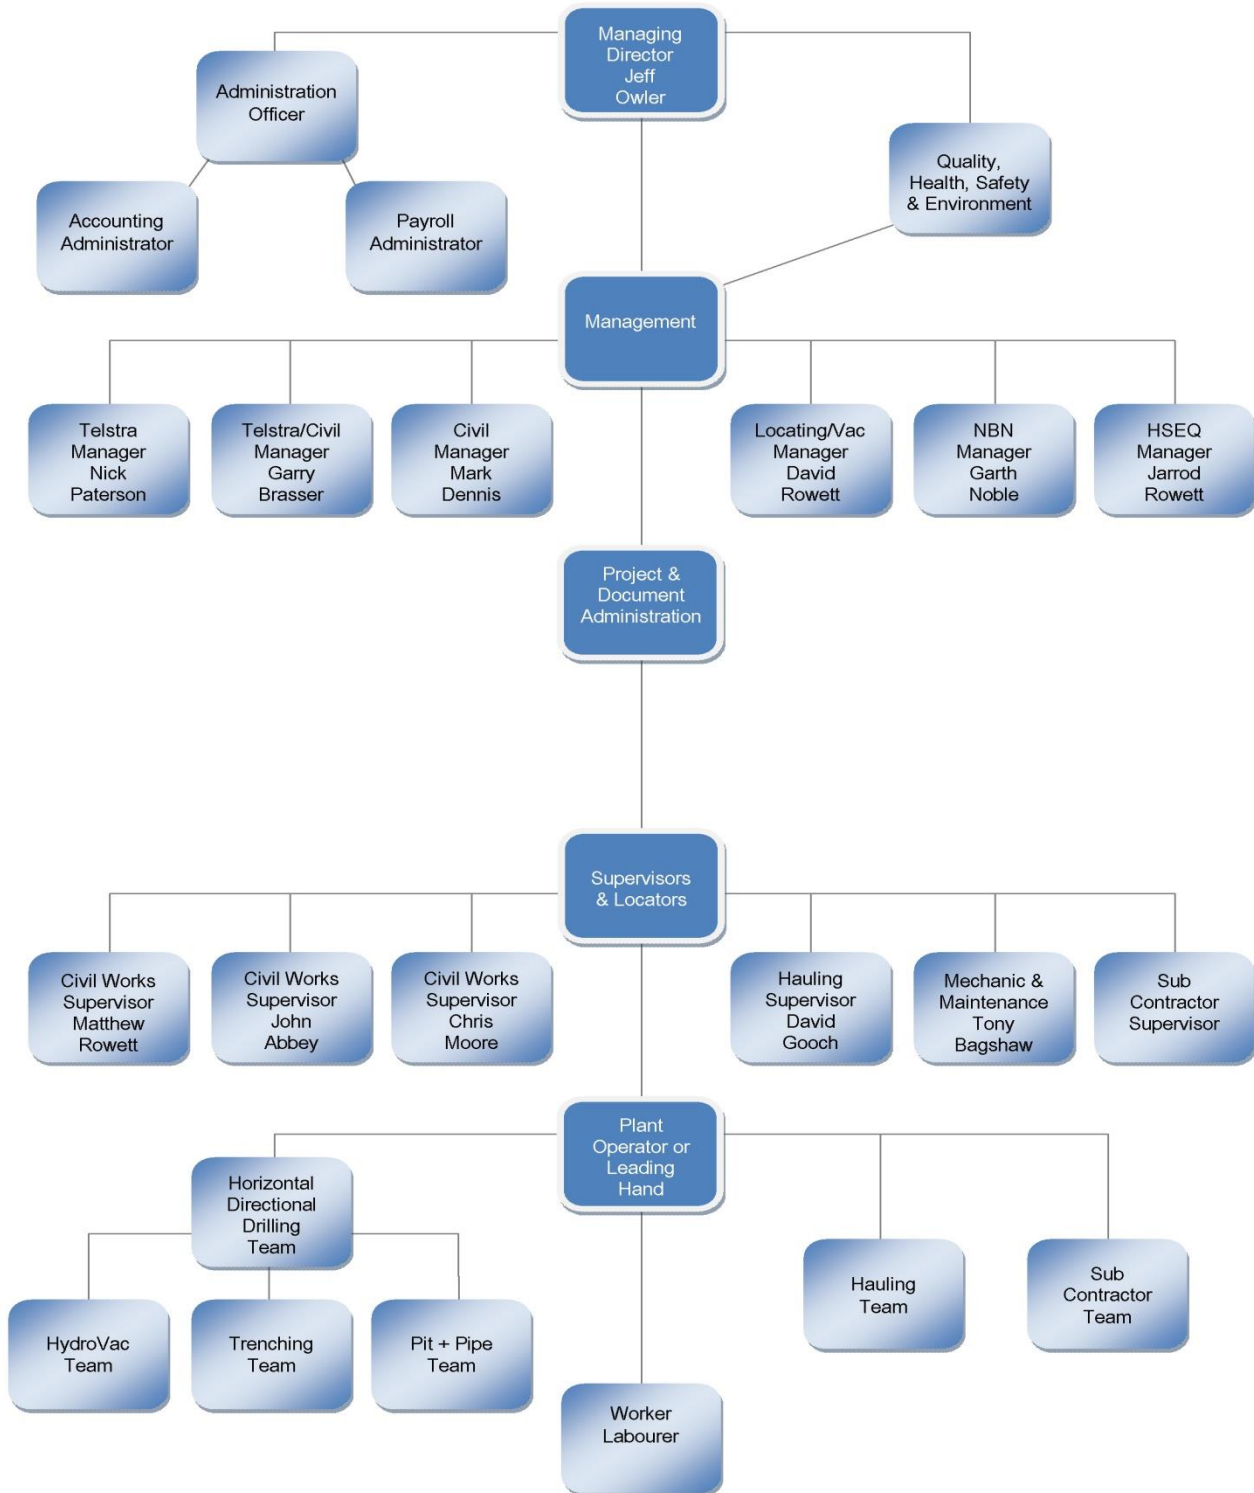 Managing
Director
Jeff
Owler
Administration
Officer
Quality,
Health, Safety
& Environment
Accounting
Administrator
Payroll
Administrator
Management
Telstra
Manager
Nick
Paterson
Telstra/Civil
Manager
Garry
Brasser
Civil
Manager
Mark
Dennis
Locating/Vac
Manager
David
Rowett
NBN
Manager
Garth
Noble
HSEQ
Manager
Jarrod
Rowett
Project &
Document
Administration
Supervisors
& Locators
Civil Works
Supervisor
Matthew
Rowett
Civil Works
Supervisor
John
Abbey
Civil Works
Supervisor
Chris
Moore
Hauling
Supervisor
David
Gooch
Mechanic &
Maintenance
Tony
Bagshaw
Sub
Contractor
Supervisor
Plant
Operator or
Leading
Hand
Horizontal
Directional
Drilling
Team
Hauling
Team
Sub
Contractor
Team
HydroVac
Team
Trenching
Team
Pit + Pipe
Team
Worker
Labourer